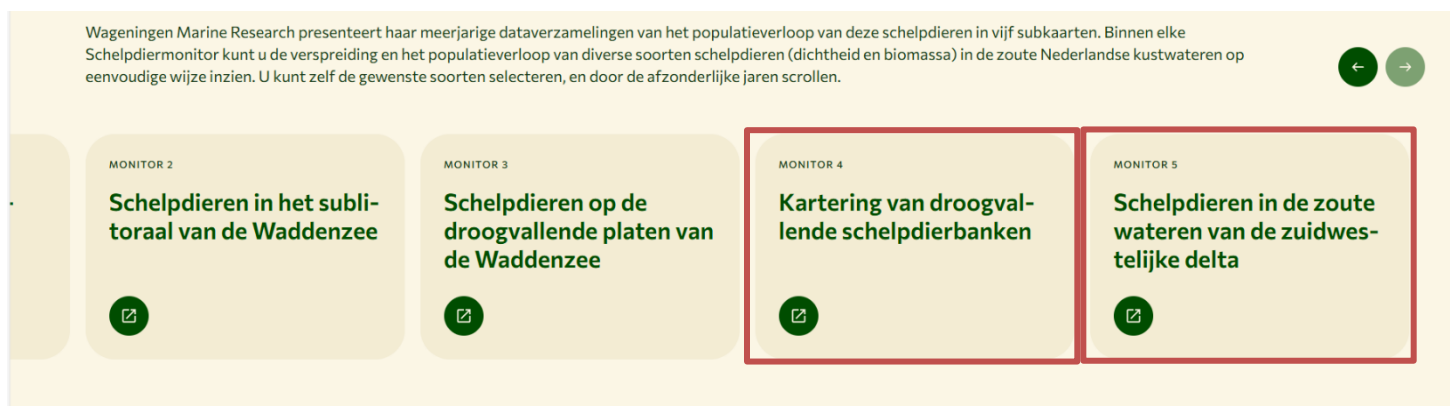 Wageningen Marine Research presenteert haar meerjarige dataverzamelingen van het populatieverloop van deze schelpdieren in vijf subkaarten. Binnen elke
Schelpdiermonitor kunt u de verspreiding en het populatieverloop van diverse soorten schelpdieren (dichtheid en biomassa) in de zoute Nederlandse kustwateren op
eenvoudige wijze inzien. U kunt zelf de gewenste soorten selecteren, en door de afzonderlijke jaren scrollen.
MONITOR 2
Schelpdieren in het subli-
toraal van de Waddenzee
MONITOR 3
Schelpdieren op de
droogvallende platen van
de Waddenzee
MONITOR 4
Kartering van droogval-
lende schelpdierbanken
MONITOR 5
Schelpdieren in de zoute
wateren van de zuidwes-
telijke delta